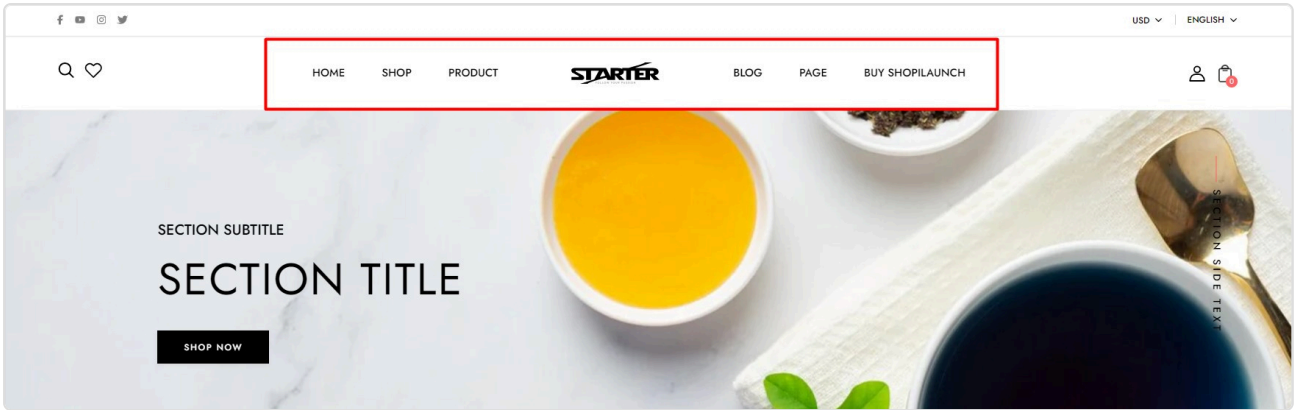 USD ENGLISH
HOME SHOP PRODUCT STARTER BLOG PAGE BUY SHOPILAUNCH
0
SECTION SUBTITLE
SECTION TITLE
SHOP NOW
SECTION SIDE TEXT